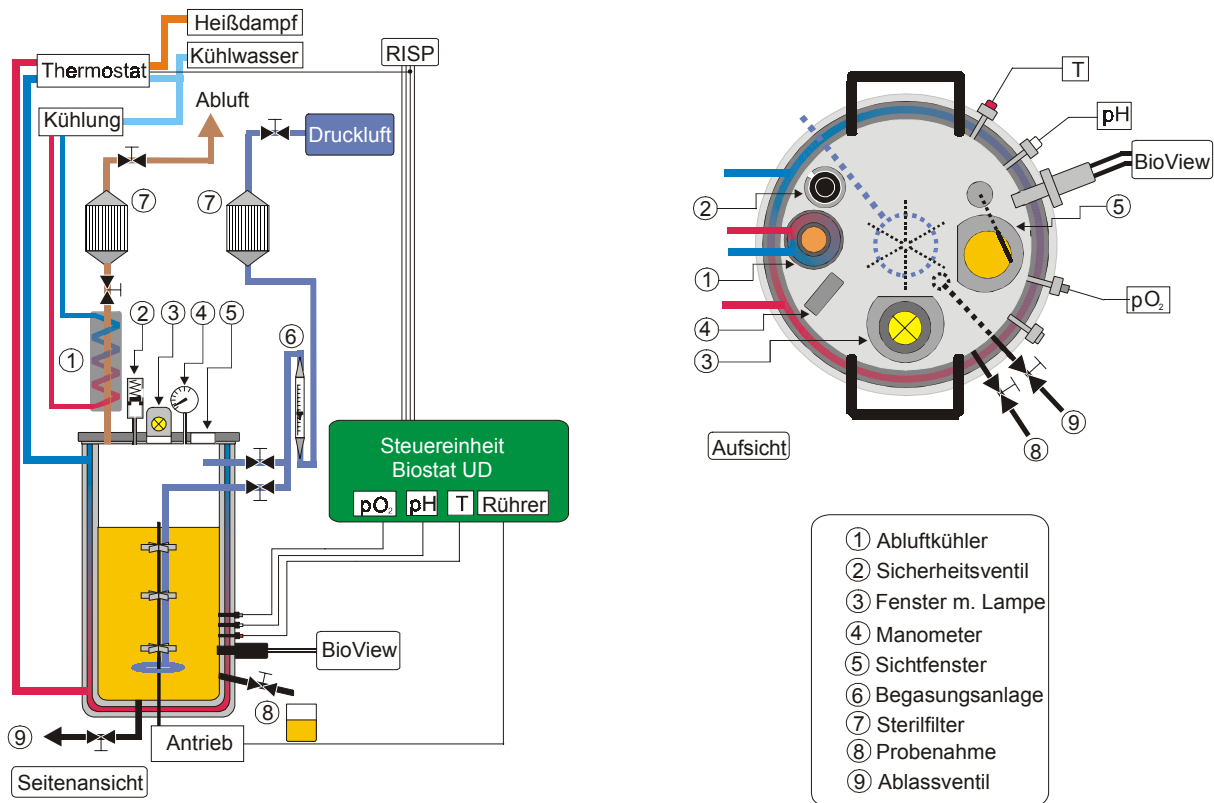 Heißdampf
Kühlwasser
Thermostat
RISP
Abluft
Kühlung
Druckluft
⑦
⑦
②
③
④
⑤
⑥
①
Steuereinheit
Biostat UD
pO₂ pH T Rührer
BioView
⑧
⑨
Antrieb
Seitenansicht
T
pH
BioView
②
⑤
①
pO₂
④
③
⑨
⑧
Aufsicht
① Abluftkühler
② Sicherheitsventil
③ Fenster m. Lampe
④ Manometer
⑤ Sichtfenster
⑥ Begasungsanlage
⑦ Sterilfilter
⑧ Probenahme
⑨ Ablassventil